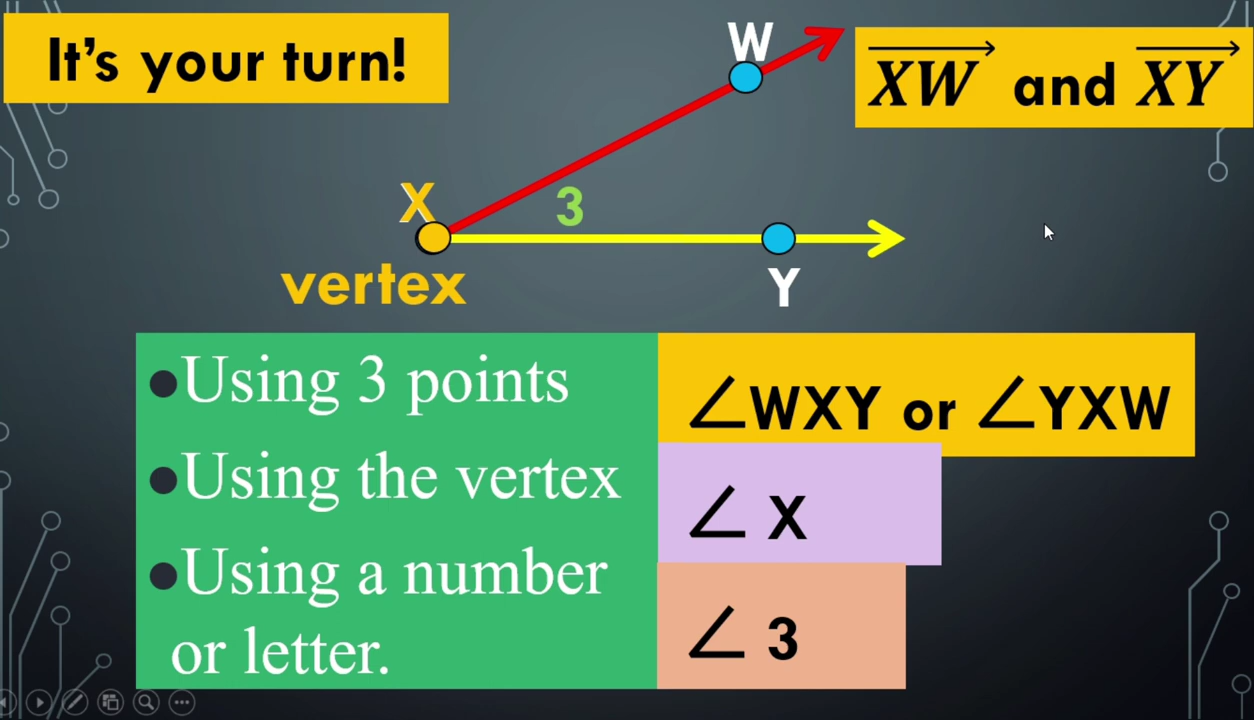 It's your turn!
W
XW and XY
X
3
vertex
Y
•Using 3 points
∠WXY or ∠YXW
•Using the vertex
∠ X
•Using a number
or letter.
∠ 3